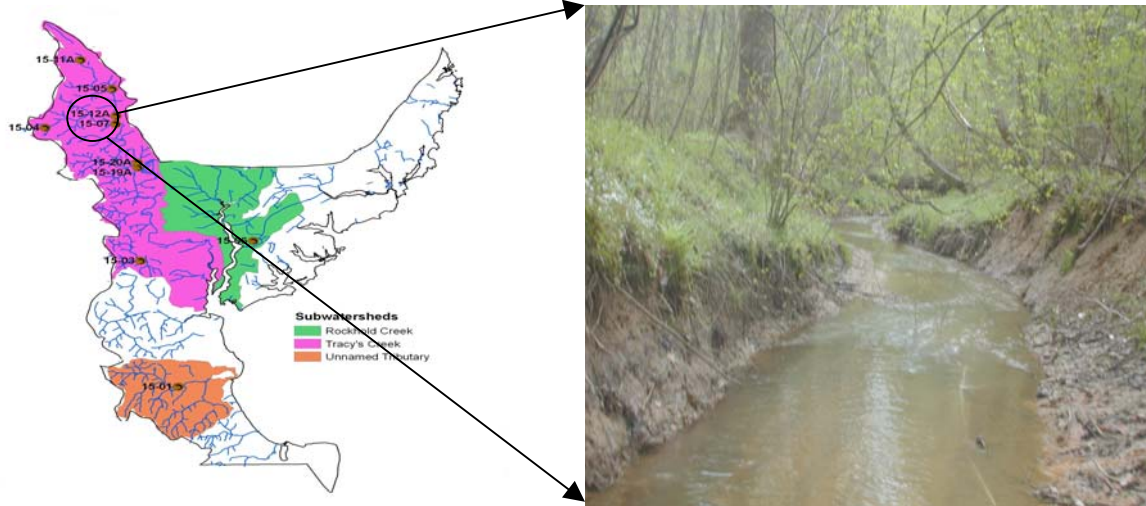 15-11A
15-05
15-12A
15-04
15-07
15-20A
15-19A
15-03
Subwatersheds
Rockhold Creek
Tracy's Creek
Unnamed Tributary
15-01